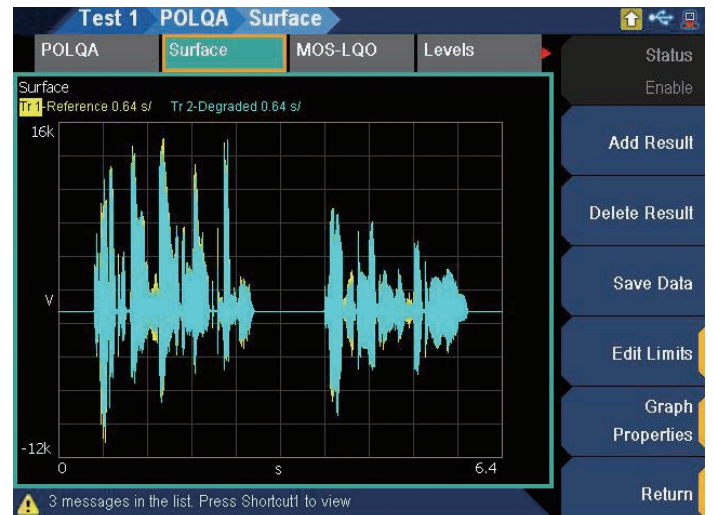 Test 1 POLQA Surface
POLQA Surface MOS-LQO Levels
Surface
Tr 1-Reference 0.64 s/ Tr 2-Degraded 0.64 s/
16k
V
-12k
0 s 6.4
3 messages in the list. Press Shortcut1 to view
Status
Enable
Add Result
Delete Result
Save Data
Edit Limits
Graph
Properties
Return